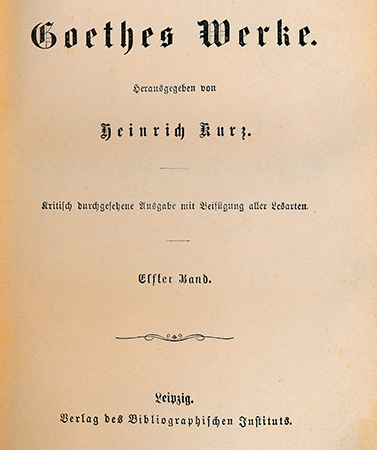 Goethes Werke.
Herausgegeben von
Heinrich Kurz.
Kritisch durchgesehene Ausgabe mit Beifügung aller Lesarten.
Elfter Band.
Leipzig.
Verlag des Bibliographischen Instituts.